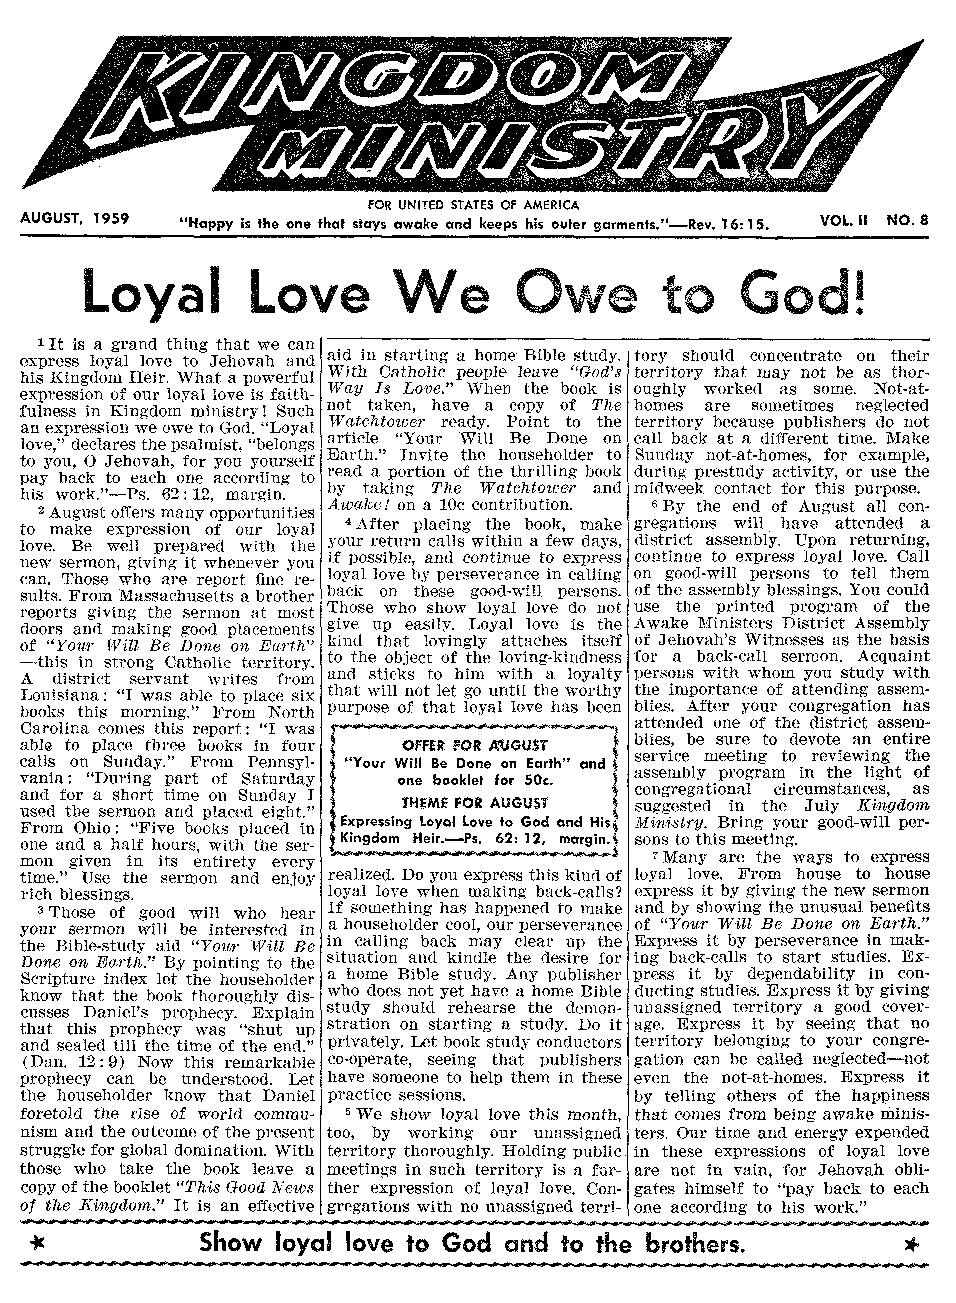 KINGDOM
MINISTRY
FOR UNITED STATES OF AMERICA
AUGUST, 1959
"Happy is the one that stays awake and keeps his outer garments."—Rev. 16:15.
VOL. II NO. 8
Loyal Love We Owe to God!
1 It is a grand thing that we can
express loyal love to Jehovah and
his Kingdom Heir. What a powerful
expression of our loyal love is faith-
fulness in Kingdom ministry! Such
an expression we owe to God. "Loyal
love," declares the psalmist, "belongs
to you, O Jehovah, for you yourself
pay back to each one according to
his work."—Ps. 62:12, margin.
2 August offers many opportunities
to make expression of our loyal
love. Be well prepared with the
new sermon, giving it whenever you
can. Those who are report fine re-
sults. From Massachusetts a brother
reports giving the sermon at most
doors and making good placements
of "Your Will Be Done on Earth"
—this in strong Catholic territory.
A district servant writes from
Louisiana: "I was able to place six
books this morning." From North
Carolina comes this report: "I was
able to place three books in four
calls on Sunday." From Pennsyl-
vania: "During part of Saturday
and for a short time on Sunday I
used the sermon and placed eight."
From Ohio: "Five books placed in
one and a half hours, with the ser-
mon given in its entirety every
time." Use the sermon and enjoy
rich blessings.
3 Those of good will who hear
your sermon will be interested in
the Bible-study aid "Your Will Be
Done on Earth." By pointing to the
Scripture index let the householder
know that the book thoroughly dis-
cusses Daniel's prophecy. Explain
that this prophecy was "shut up
and sealed till the time of the end."
(Dan. 12:9) Now this remarkable
prophecy can be understood. Let
the householder know that Daniel
foretold the rise of world commu-
nism and the outcome of the present
struggle for global domination. With
those who take the book leave a
copy of the booklet "This Good News
of the Kingdom." It is an effective
aid in starting a home Bible study.
With Catholic people leave "God's
Way Is Love." When the book is
not taken, have a copy of The
Watchtower ready. Point to the
article "Your Will Be Done on
Earth." Invite the householder to
read a portion of the thrilling book
by taking The Watchtower and
Awake! on a 10c contribution.
4 After placing the book, make
your return calls within a few days,
if possible, and continue to express
loyal love by perseverance in calling
back on these good-will persons.
Those who show loyal love do not
give up easily. Loyal love is the
kind that lovingly attaches itself
to the object of the loving-kindness
and sticks to him with a loyalty
that will not let go until the worthy
purpose of that loyal love has been
OFFER FOR AUGUST
"Your Will Be Done on Earth" and
one booklet for 50c.
THEME FOR AUGUST
Expressing Loyal Love to God and His
Kingdom Heir.—Ps. 62:12, margin.
realized. Do you express this kind of
loyal love when making back-calls?
If something has happened to make
a householder cool, our perseverance
in calling back may clear up the
situation and kindle the desire for
a home Bible study. Any publisher
who does not yet have a home Bible
study should rehearse the demon-
stration on starting a study. Do it
privately. Let book study conductors
co-operate, seeing that publishers
have someone to help them in these
practice sessions.
5 We show loyal love this month,
too, by working our unassigned
territory thoroughly. Holding public
meetings in such territory is a fur-
ther expression of loyal love. Con-
gregations with no unassigned terri-
tory should concentrate on their
territory that may not be as thor-
oughly worked as some. Not-at-
homes are sometimes neglected
territory because publishers do not
call back at a different time. Make
Sunday not-at-homes, for example,
during prestudy activity, or use the
midweek contact for this purpose.
6 By the end of August all con-
gregations will have attended a
district assembly. Upon returning,
continue to express loyal love. Call
on good-will persons to tell them
of the assembly blessings. You could
use the printed program of the
Awake Ministers District Assembly
of Jehovah's Witnesses as the basis
for a back-call sermon. Acquaint
persons with whom you study with
the importance of attending assem-
blies. After your congregation has
attended one of the district assem-
blies, be sure to devote an entire
service meeting to reviewing the
assembly program in the light of
congregational circumstances, as
suggested in the July Kingdom
Ministry. Bring your good-will per-
sons to this meeting.
7 Many are the ways to express
loyal love. From house to house
express it by giving the new sermon
and by showing the unusual benefits
of "Your Will Be Done on Earth."
Express it by perseverance in mak-
ing back-calls to start studies. Ex-
press it by dependability in con-
ducting studies. Express it by giving
unassigned territory a good cover-
age. Express it by seeing that no
territory belonging to your congre-
gation can be called neglected—not
even the not-at-homes. Express it
by telling others of the happiness
that comes from being awake minis-
ters. Our time and energy expended
in these expressions of loyal love
are not in vain, for Jehovah obli-
gates himself to "pay back to each
one according to his work."
★ Show loyal love to God and to the brothers. ★